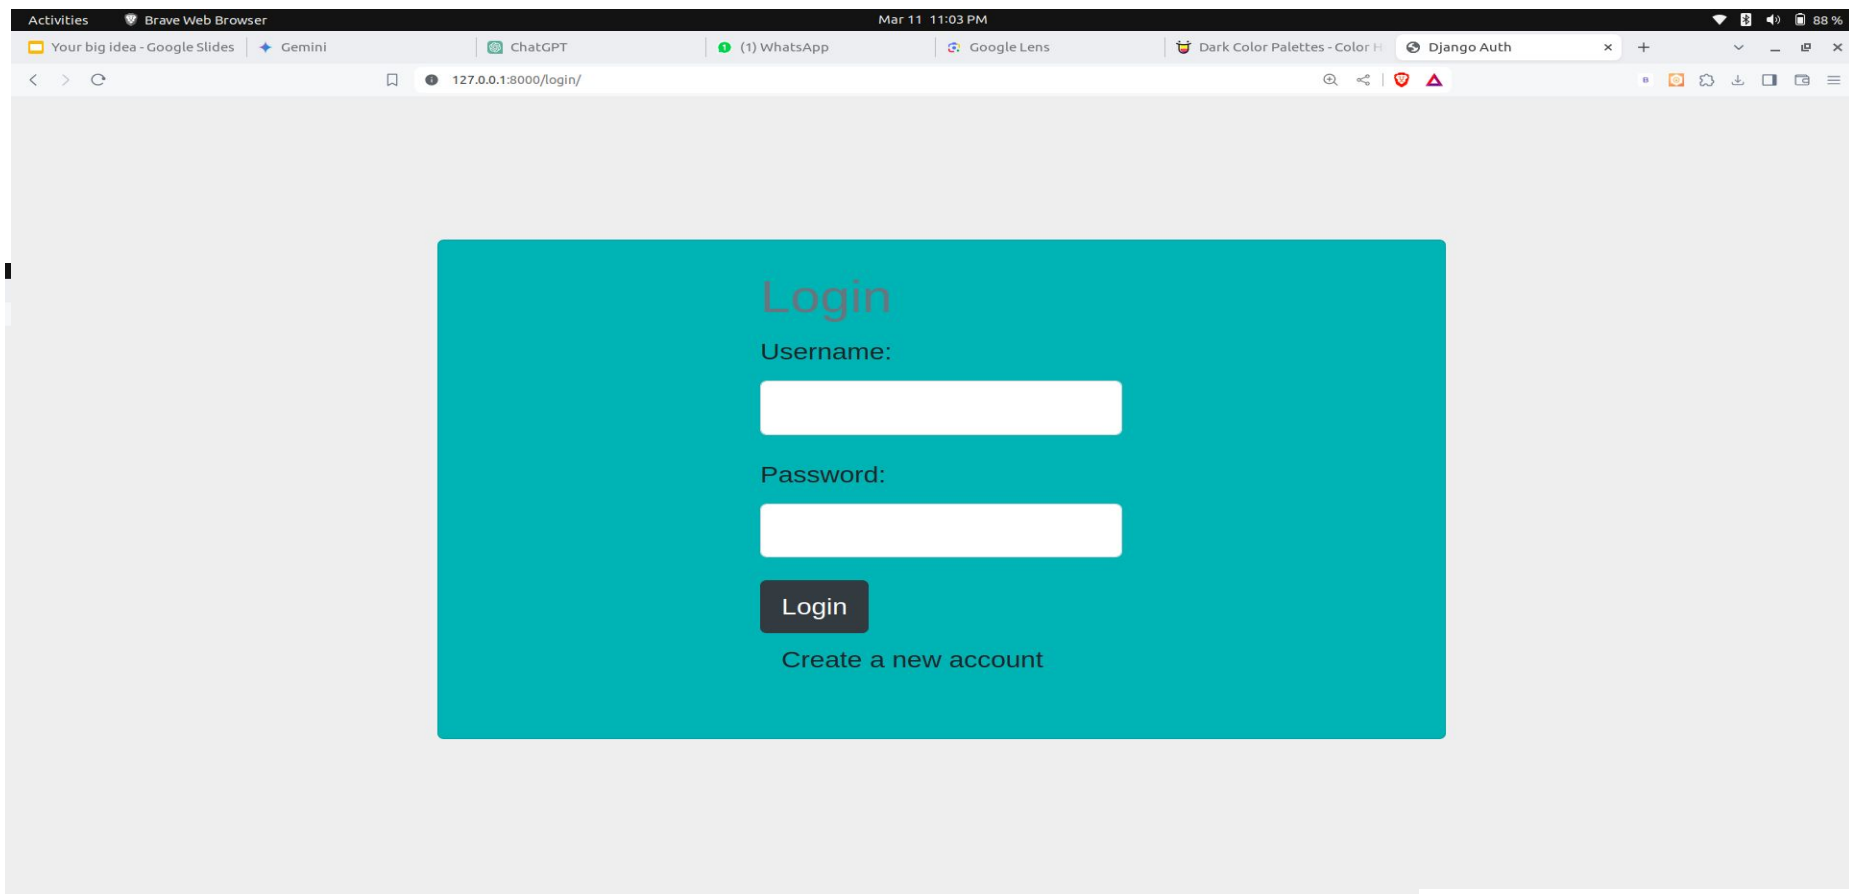 Activities Brave Web Browser Mar 11 11:03 PM 88 %
Your big idea - Google Slides Gemini ChatGPT (1) WhatsApp Google Lens Dark Color Palettes - Color H Django Auth
127.0.0.1:8000/login/
Login
Username:
Password:
Login
Create a new account